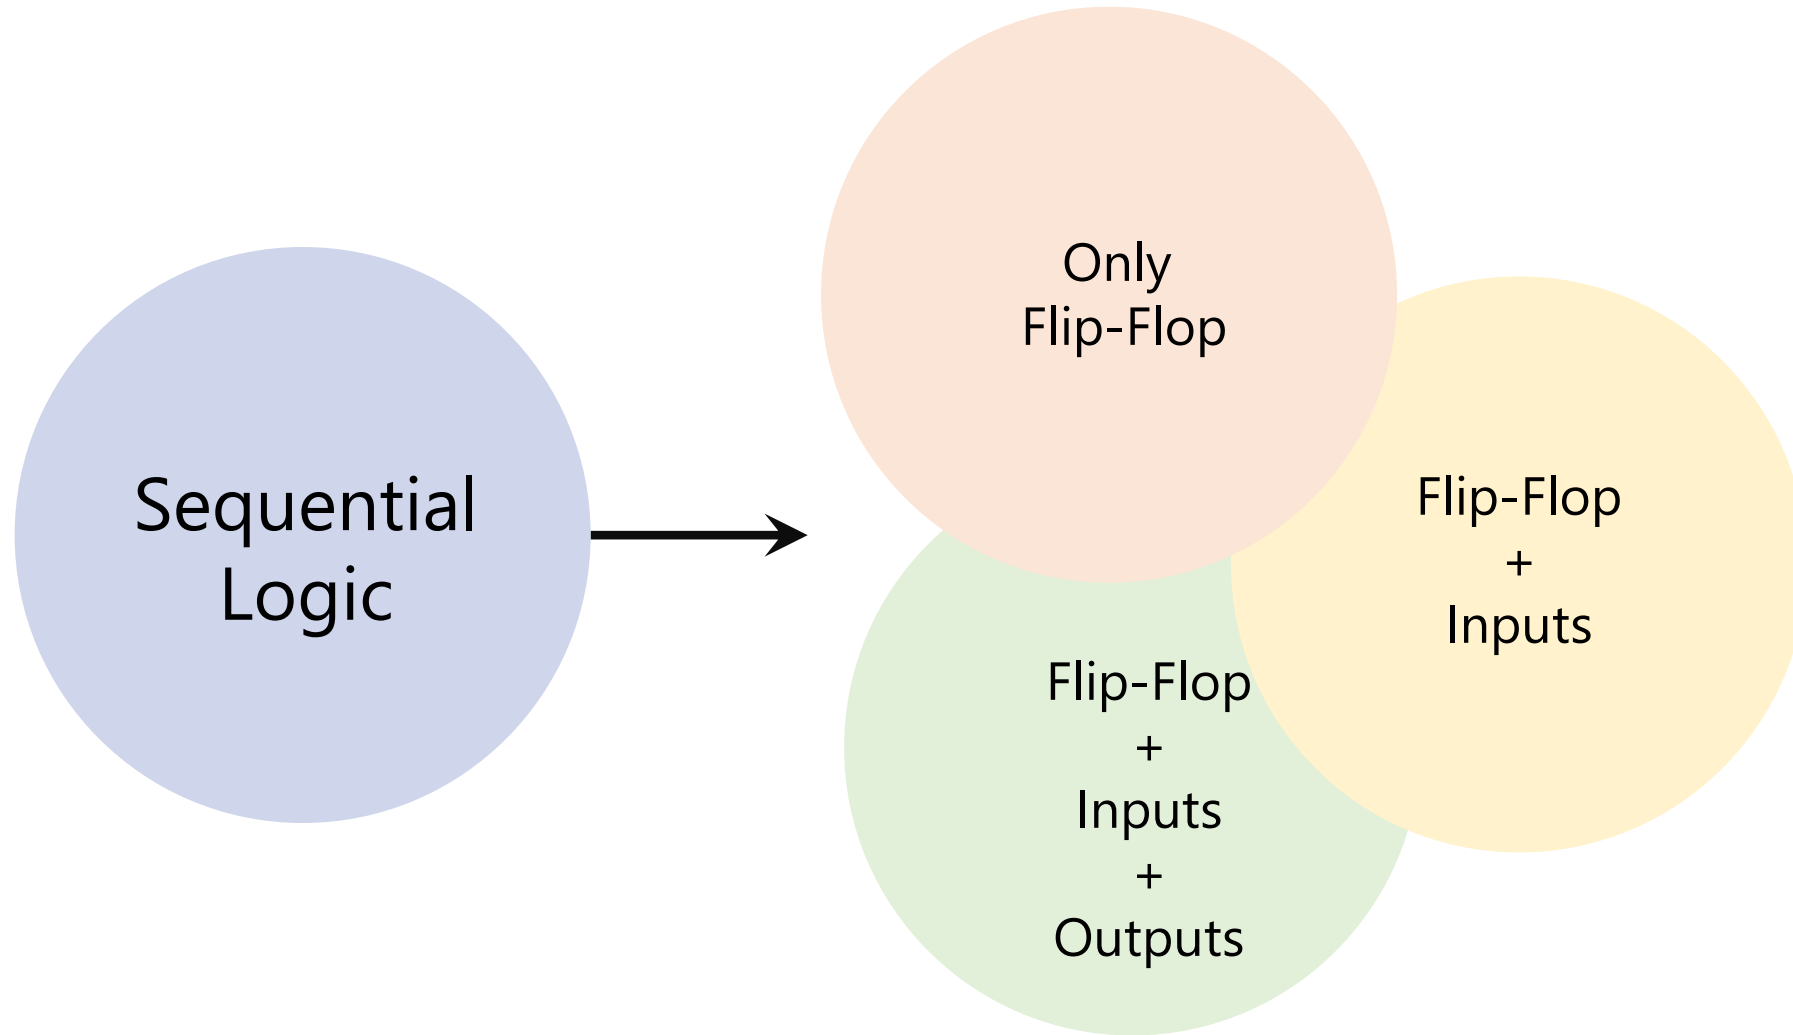 Sequential
Logic
Only
Flip-Flop
Flip-Flop
+
Inputs
Flip-Flop
+
Inputs
+
Outputs